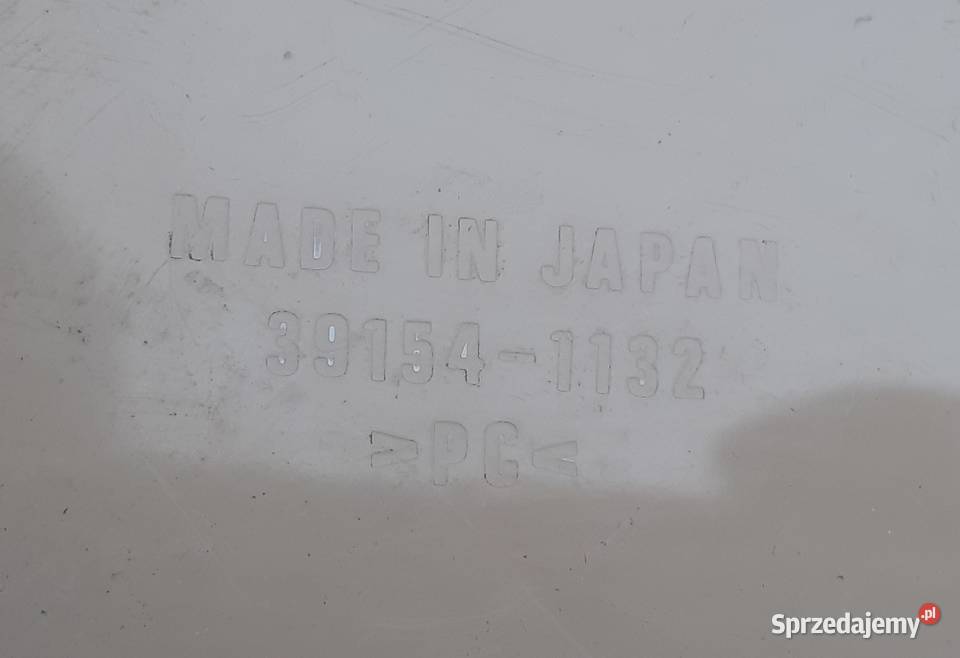 MADE IN JAPAN
39154-1132
>PC<
Sprzedajemy.pl